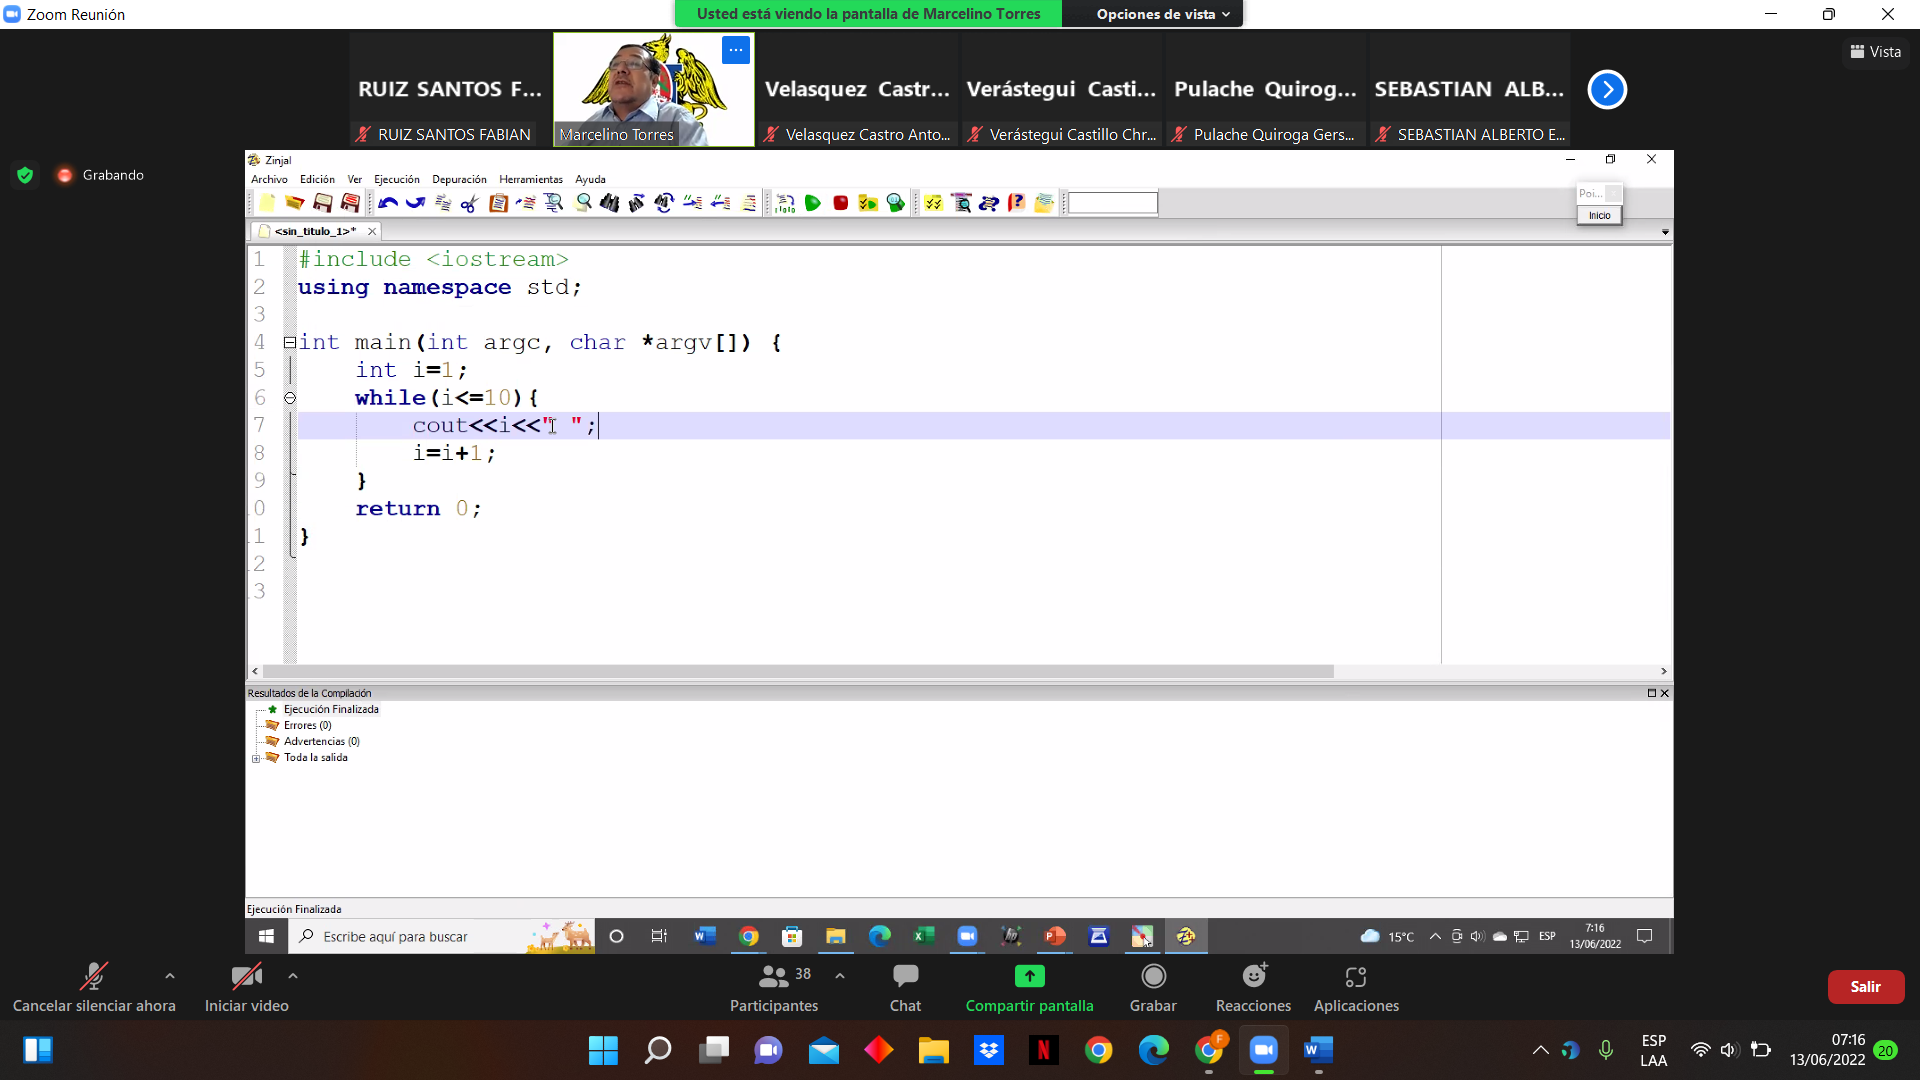 Zoom Reunión
Usted está viendo la pantalla de Marcelino Torres
Opciones de vista
Vista
RUIZ SANTOS F...
Velasquez Castr...
Verástegui Casti...
Pulache Quirog...
SEBASTIAN ALB...
RUIZ SANTOS FABIAN
Marcelino Torres
Velasquez Castro Anto...
Verástegui Castillo Chr...
Pulache Quiroga Gers...
SEBASTIAN ALBERTO E...
Grabando
Zinjal
Archivo Edición Ver Ejecución Depuración Herramientas Ayuda
Poi...
Inicio
<sin_titulo_1>*
1 #include <iostream>
2 using namespace std;
3
4 int main(int argc, char *argv[]) {
5 int i=1;
6 while(i<=10){
7 cout<<i<<" ";
8 i=i+1;
9 }
0 return 0;
1 }
2
3
Resultados de la Compilación
Ejecución Finalizada
Errores (0)
Advertencias (0)
Toda la salida
Ejecución Finalizada
Escribe aquí para buscar
15°C
ESP
7:16
13/06/2022
Cancelar silenciar ahora
Iniciar video
38
Participantes
Chat
Compartir pantalla
Grabar
Reacciones
Aplicaciones
Salir
F
ESP
LAA
07:16
13/06/2022
20